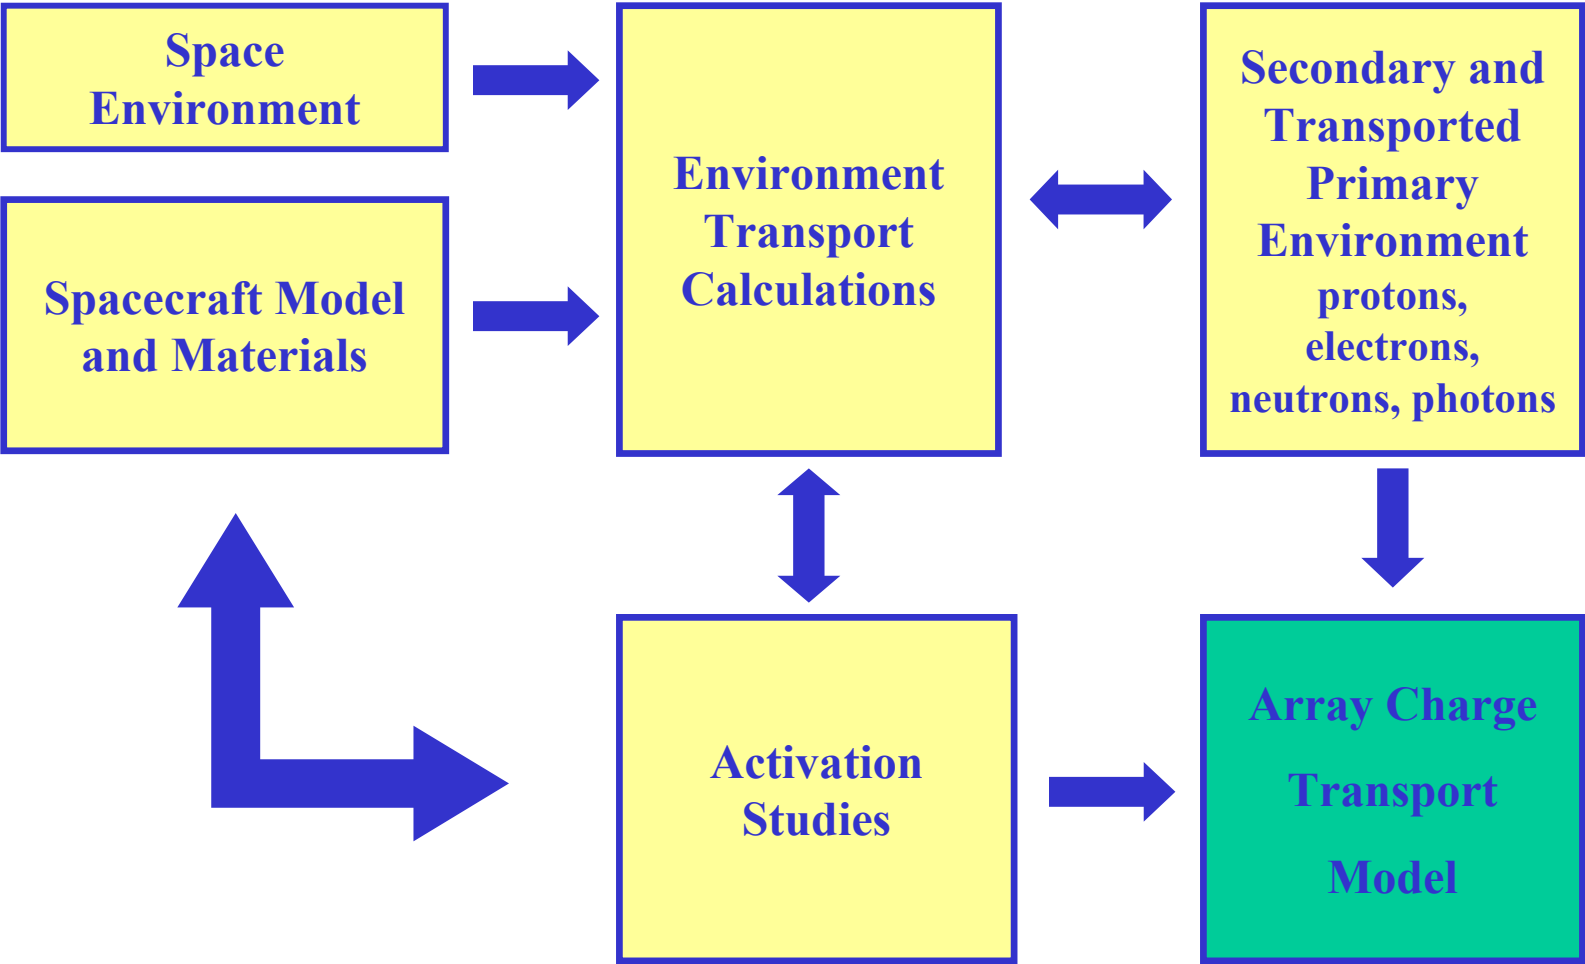 Space
Environment
Spacecraft Model
and Materials
Environment
Transport
Calculations
Secondary and
Transported
Primary
Environment
protons,
electrons,
neutrons, photons
Activation
Studies
Array Charge
Transport
Model